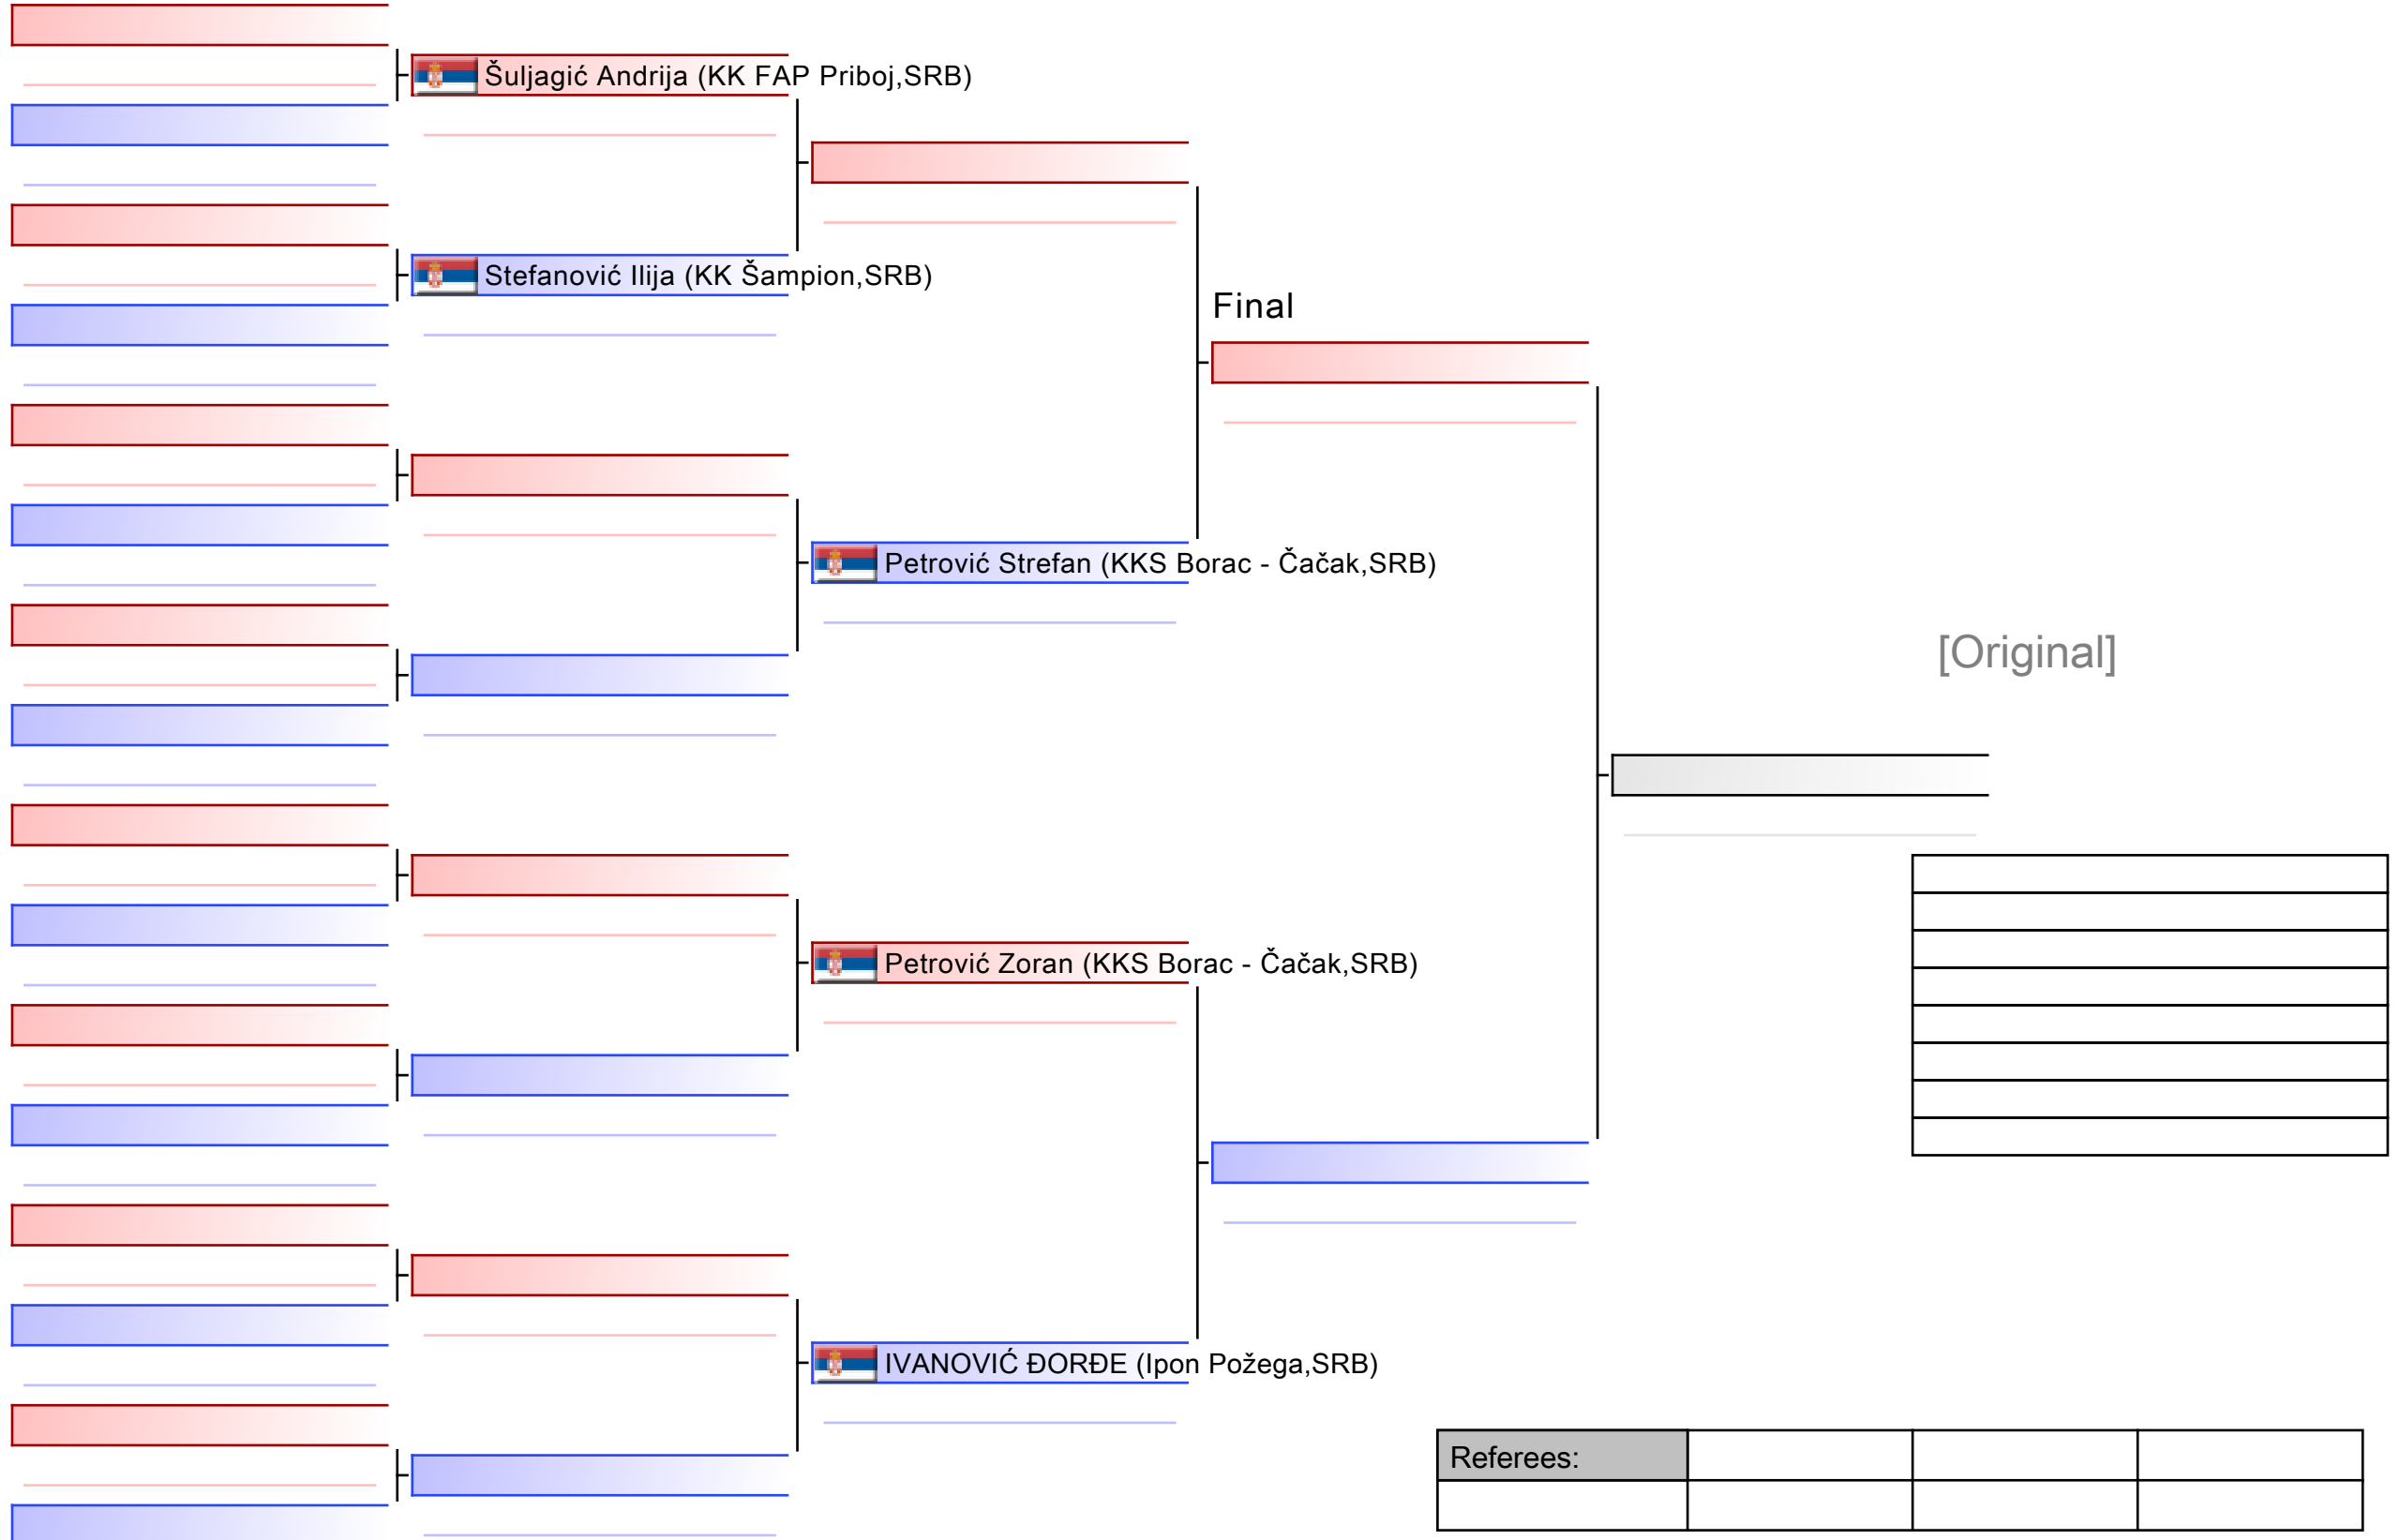 Šuljagić Andrija (KK FAP Priboj,SRB)
Stefanović Ilija (KK Šampion,SRB)
Final
Petrović Strefan (KKS Borac - Čačak,SRB)
[Original]
Petrović Zoran (KKS Borac - Čačak,SRB)
IVANOVIĆ ĐORĐE (Ipon Požega,SRB)
Referees: